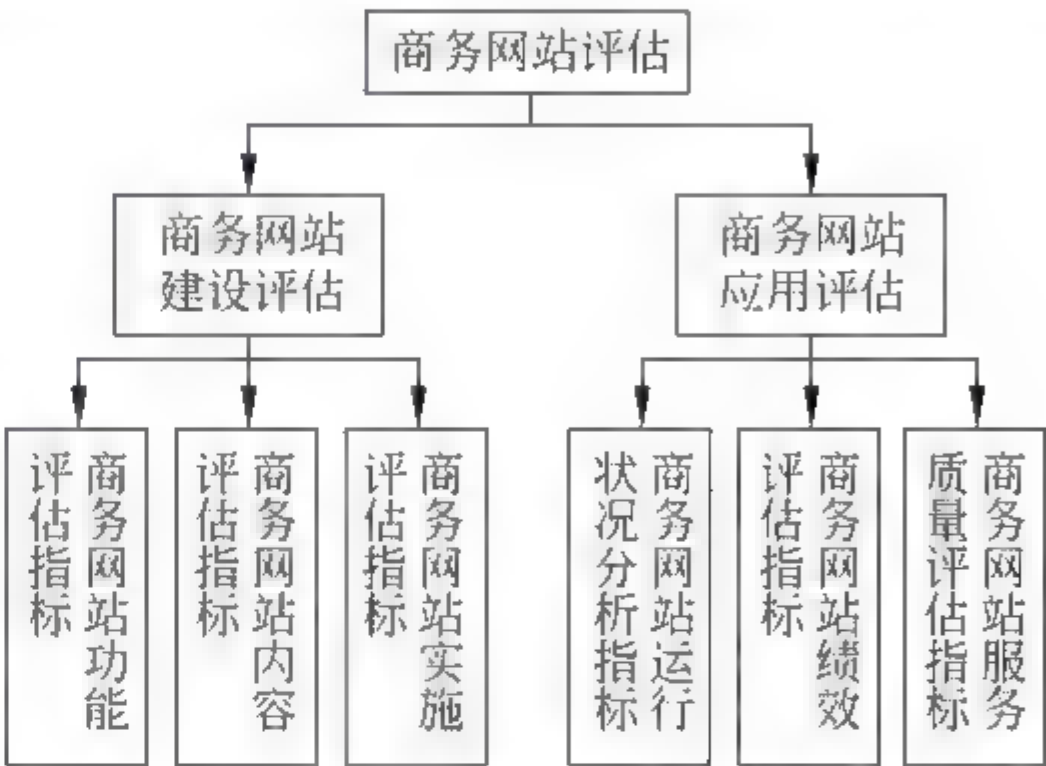 商务网站评估
商务网站
建设评估
商务网站
应用评估
商务网站功能
评估指标
商务网站内容
评估指标
商务网站实施
评估指标
商务网站运行
状况分析指标
商务网站绩效
评估指标
商务网站服务
质量评估指标